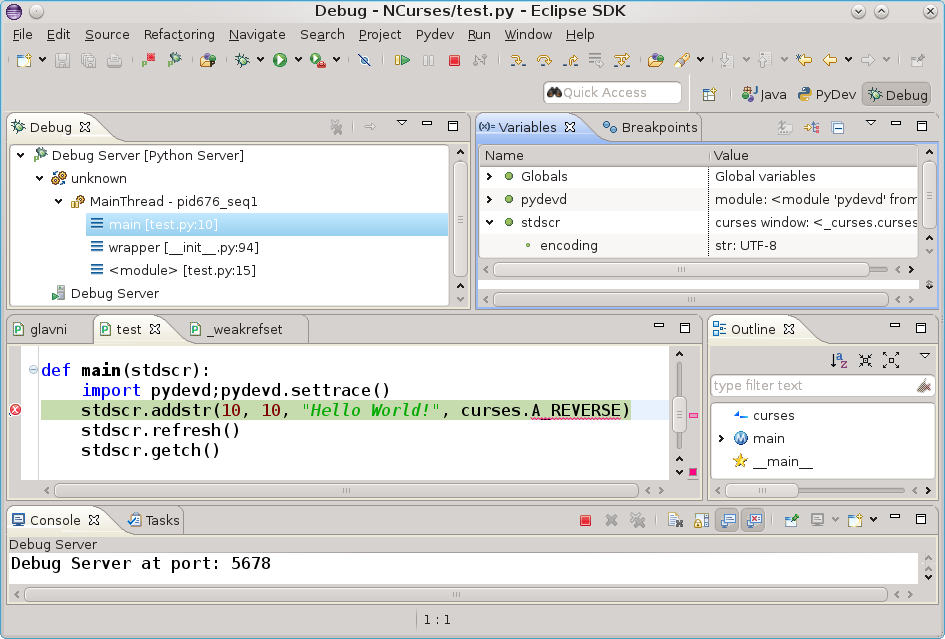 Debug - NCurses/test.py - Eclipse SDK
File Edit Source Refactoring Navigate Search Project Pydev Run Window Help
Quick Access
Java PyDev Debug
Debug
Debug Server [Python Server]
unknown
MainThread - pid676_seq1
main [test.py:10]
wrapper [__init__.py:94]
<module> [test.py:15]
Debug Server
(x)= Variables Breakpoints
Name Value
Globals Global variables
pydevd module: <module 'pydevd' from
stdscr curses window: <_curses.curses
encoding str: UTF-8
glavni test _weakrefset
def main(stdscr):
import pydevd;pydevd.settrace()
stdscr.addstr(10, 10, "Hello World!", curses.A_REVERSE)
stdscr.refresh()
stdscr.getch()
Outline
type filter text
curses
main
__main__
Console Tasks
Debug Server
Debug Server at port: 5678
1 : 1